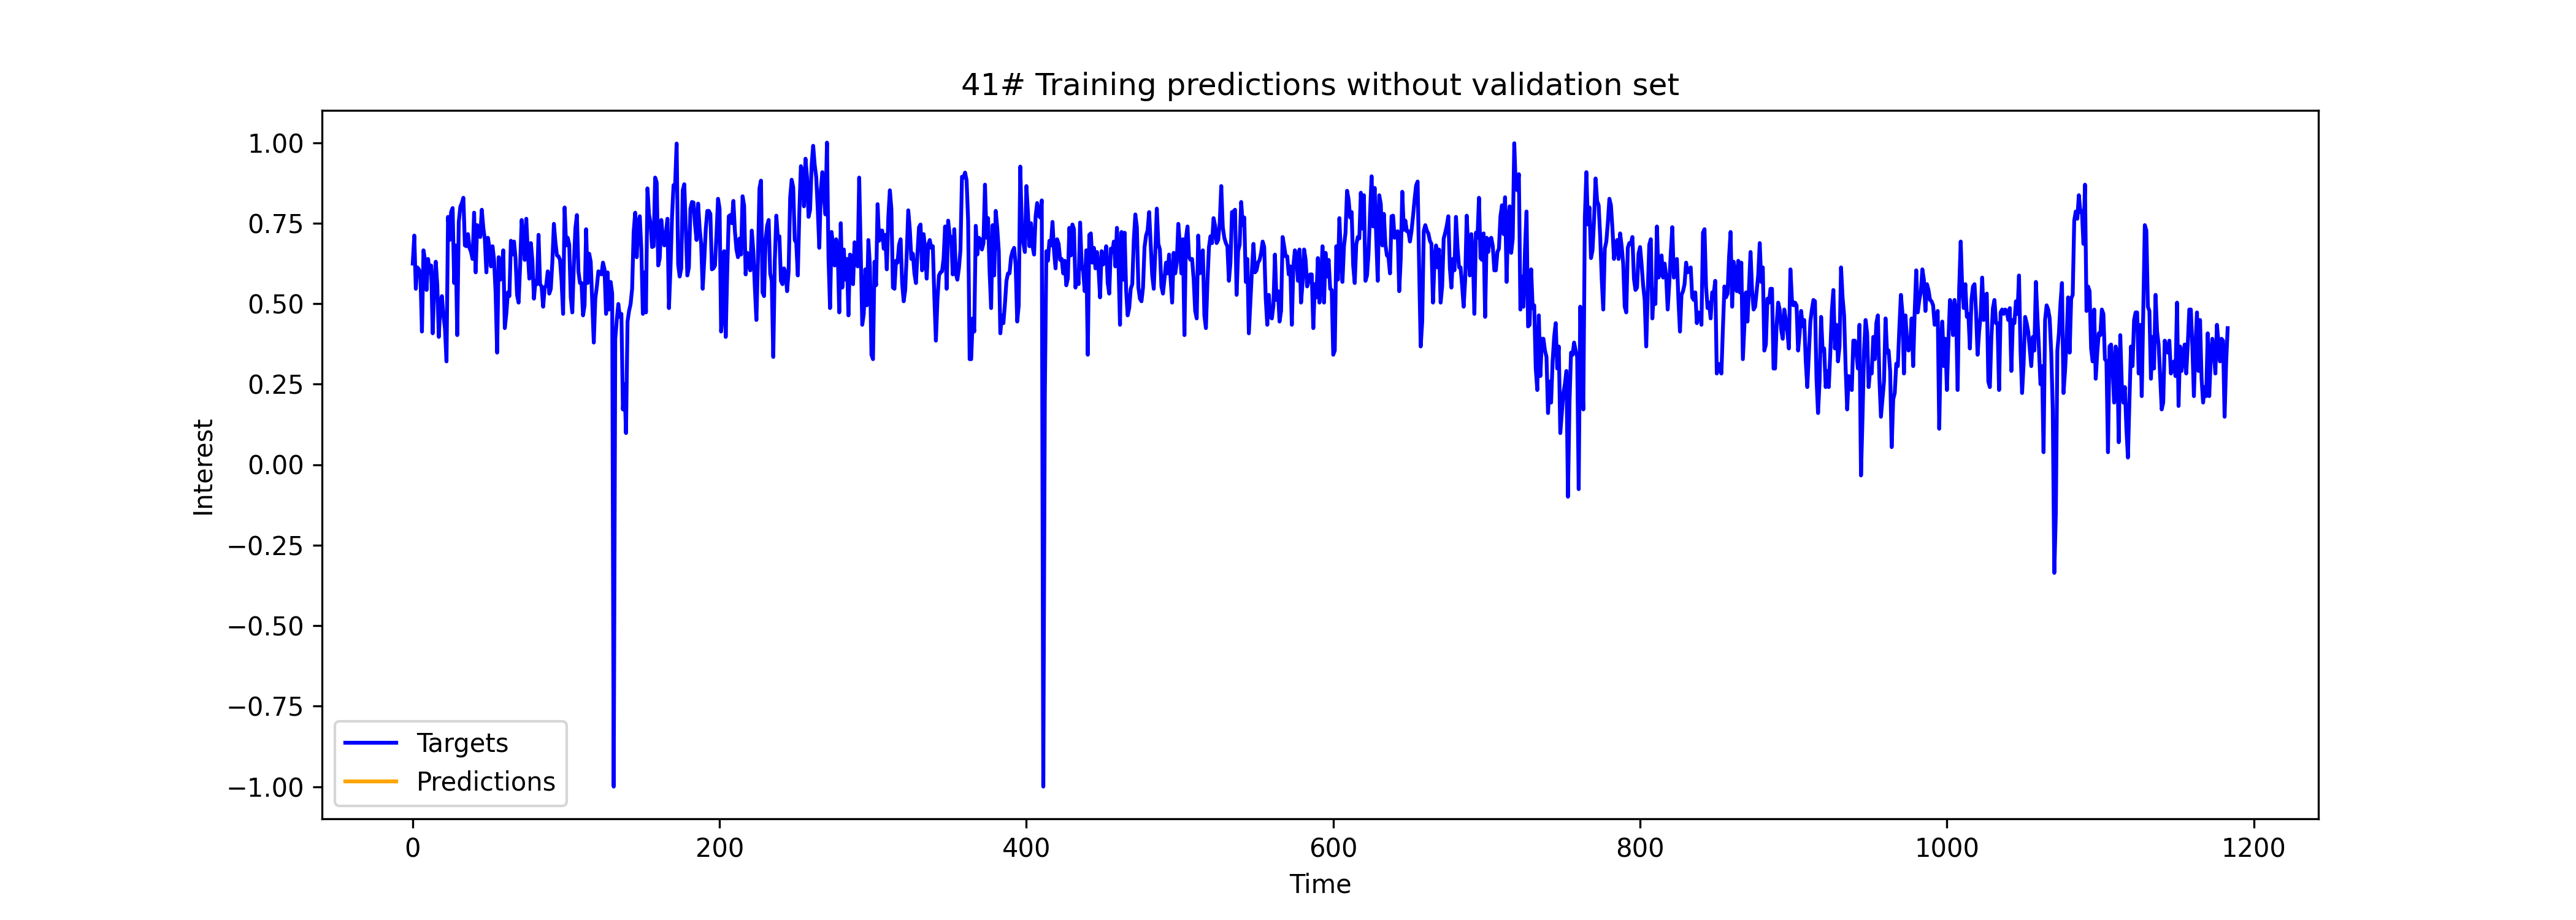 41# Training predictions without validation set
1.00
0.75
0.50
0.25
0.00
−0.25
−0.50
−0.75
−1.00
Interest
Targets
Predictions
0 200 400 600 800 1000 1200
Time